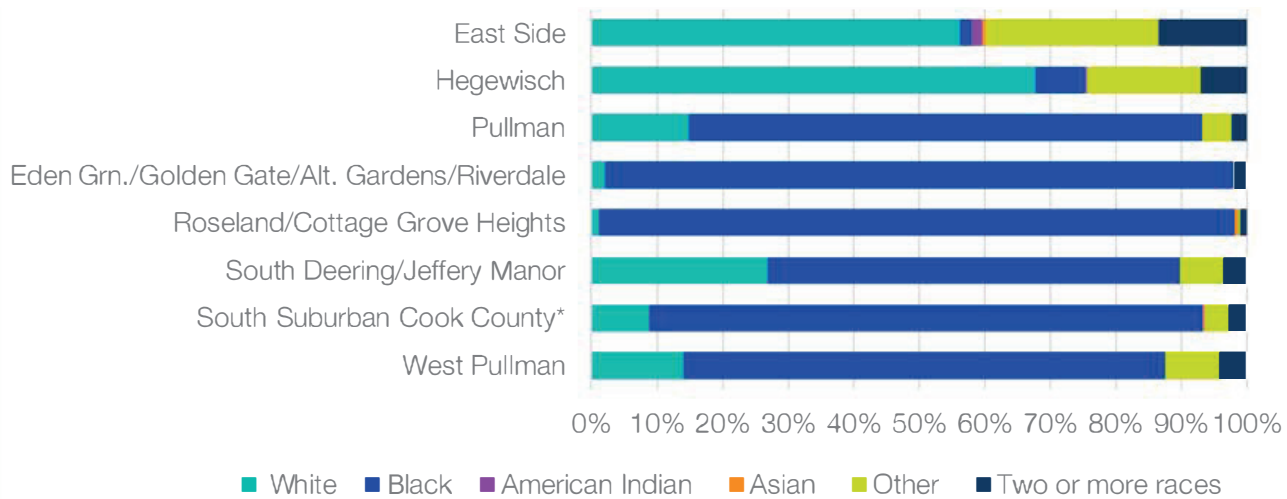 East Side
Hegewisch
Pullman
Eden Grn./Golden Gate/Alt. Gardens/Riverdale
Roseland/Cottage Grove Heights
South Deering/Jeffery Manor
South Suburban Cook County*
West Pullman
0% 10% 20% 30% 40% 50% 60% 70% 80% 90% 100%
White Black American Indian Asian Other Two or more races